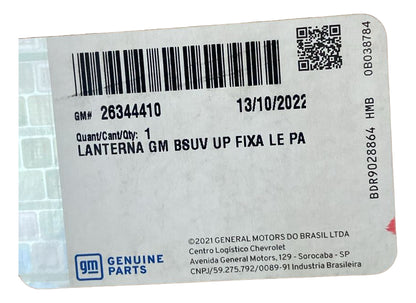 GM# 26344410 13/10/2022
Quant/Cant/Qty: 1
LANTERNA GM BSUV UP FIXA LE PA
©2021 GENERAL MOTORS DO BRASIL LTDA
Centro Logístico Chevrolet
Avenida General Motors, 129 - Sorocaba - SP
CNPJ/59.275.792/0089-91 Indústria Brasileira
gm GENUINE
PARTS
BDR9028864 HMB 0B038784